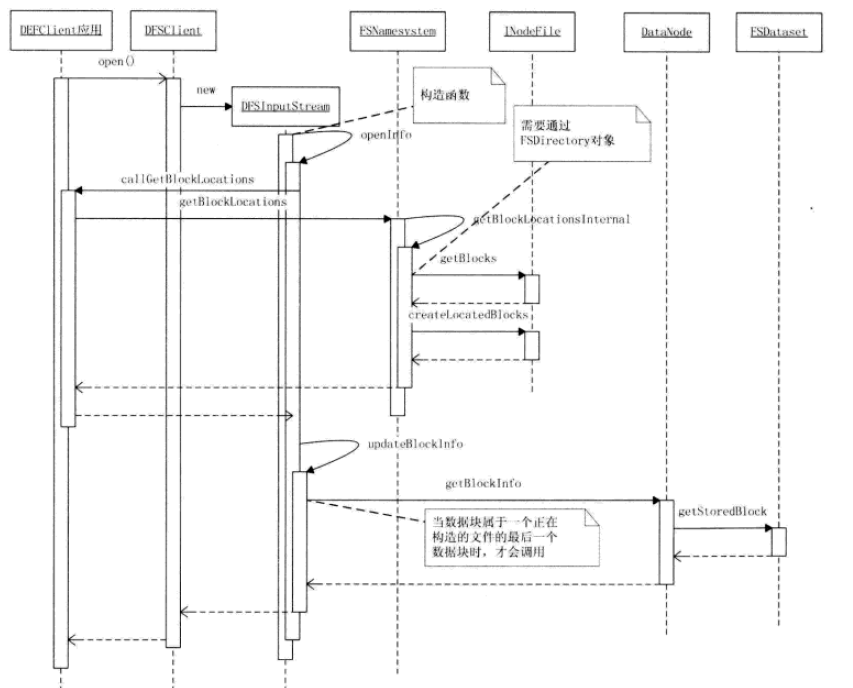 DEFClient应用
DFSClient
FSNamesystem
INodeFile
DataNode
FSDataset
open()
new
DFSInputStream
构造函数
openInfo
需要通过
FSDirectory对象
callGetBlockLocations
getBlockLocations
getBlockLocationsInternal
getBlocks
createLocatedBlocks
updateBlockInfo
getBlockInfo
getStoredBlock
当数据块属于一个正在
构造的文件的最后一个
数据块时，才会调用